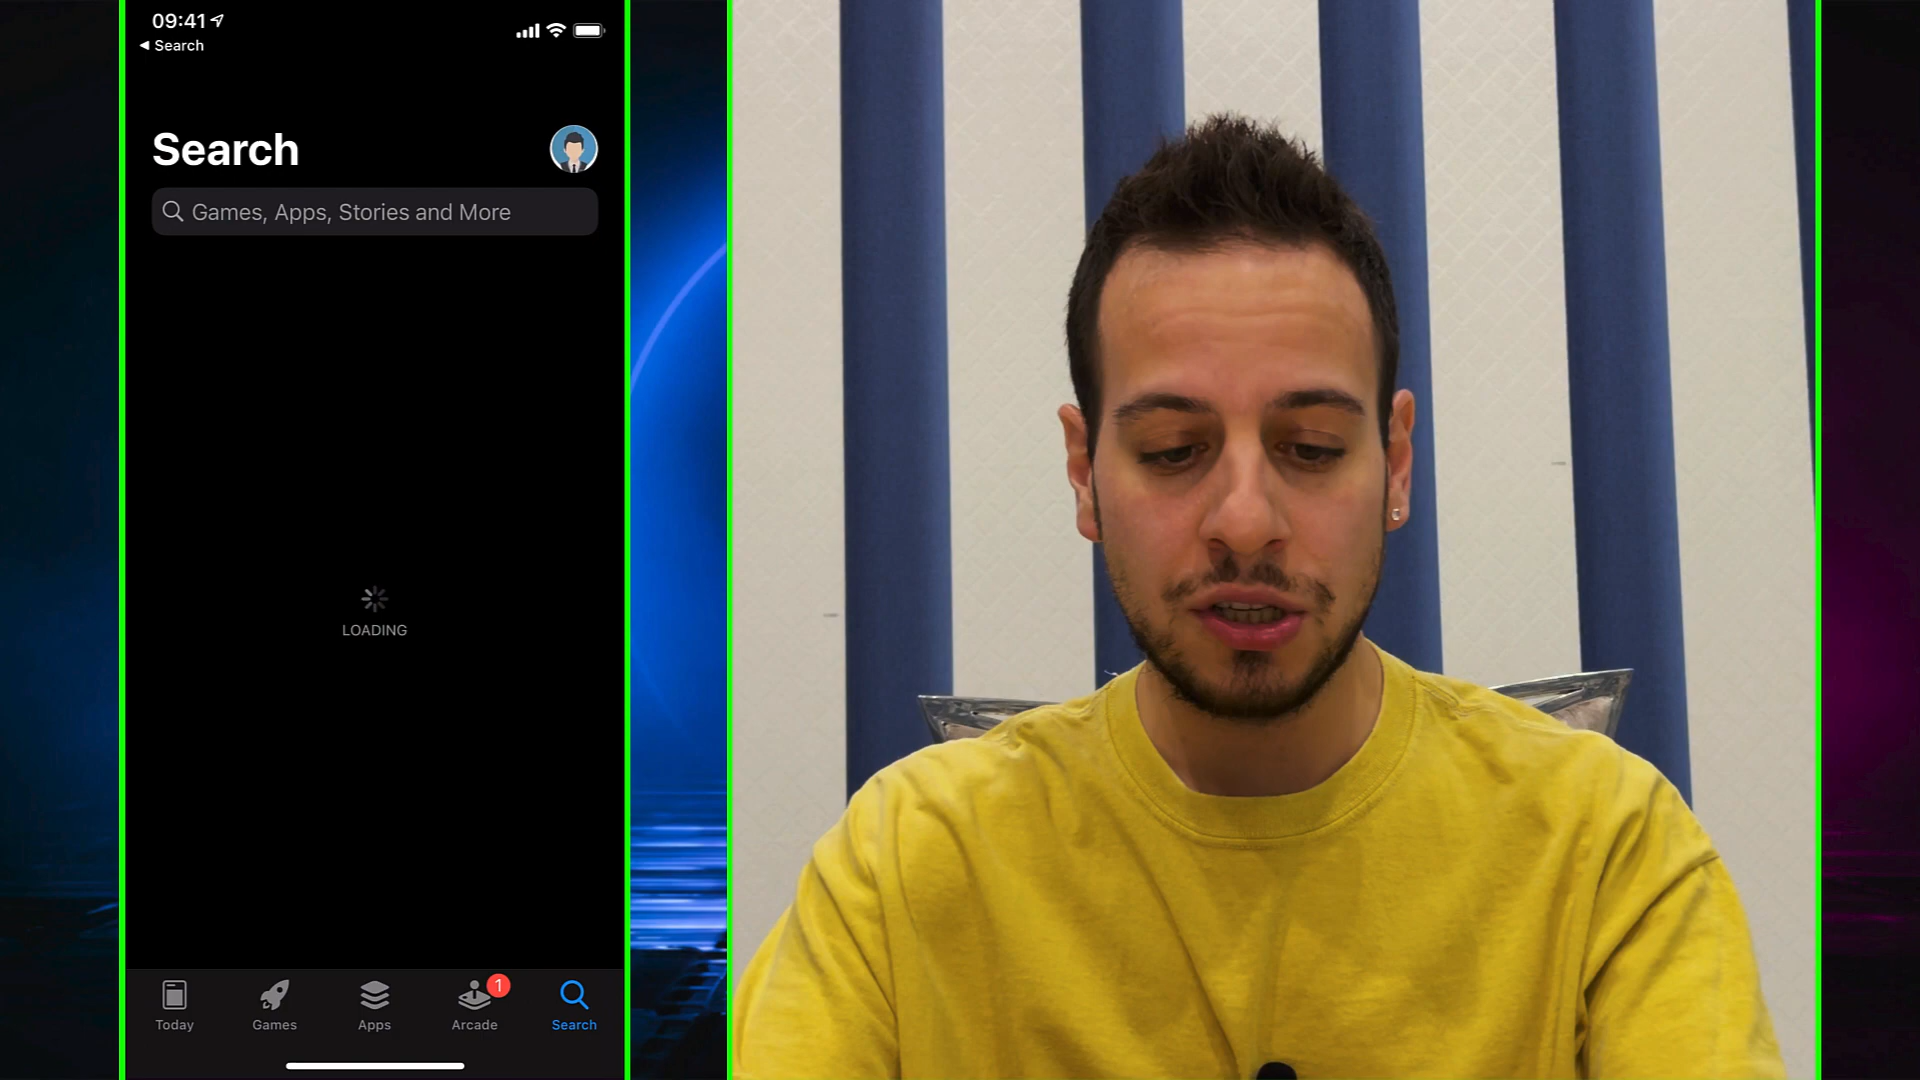 09:41
Search
Search
Games, Apps, Stories and More
LOADING
1
Today
Games
Apps
Arcade
Search